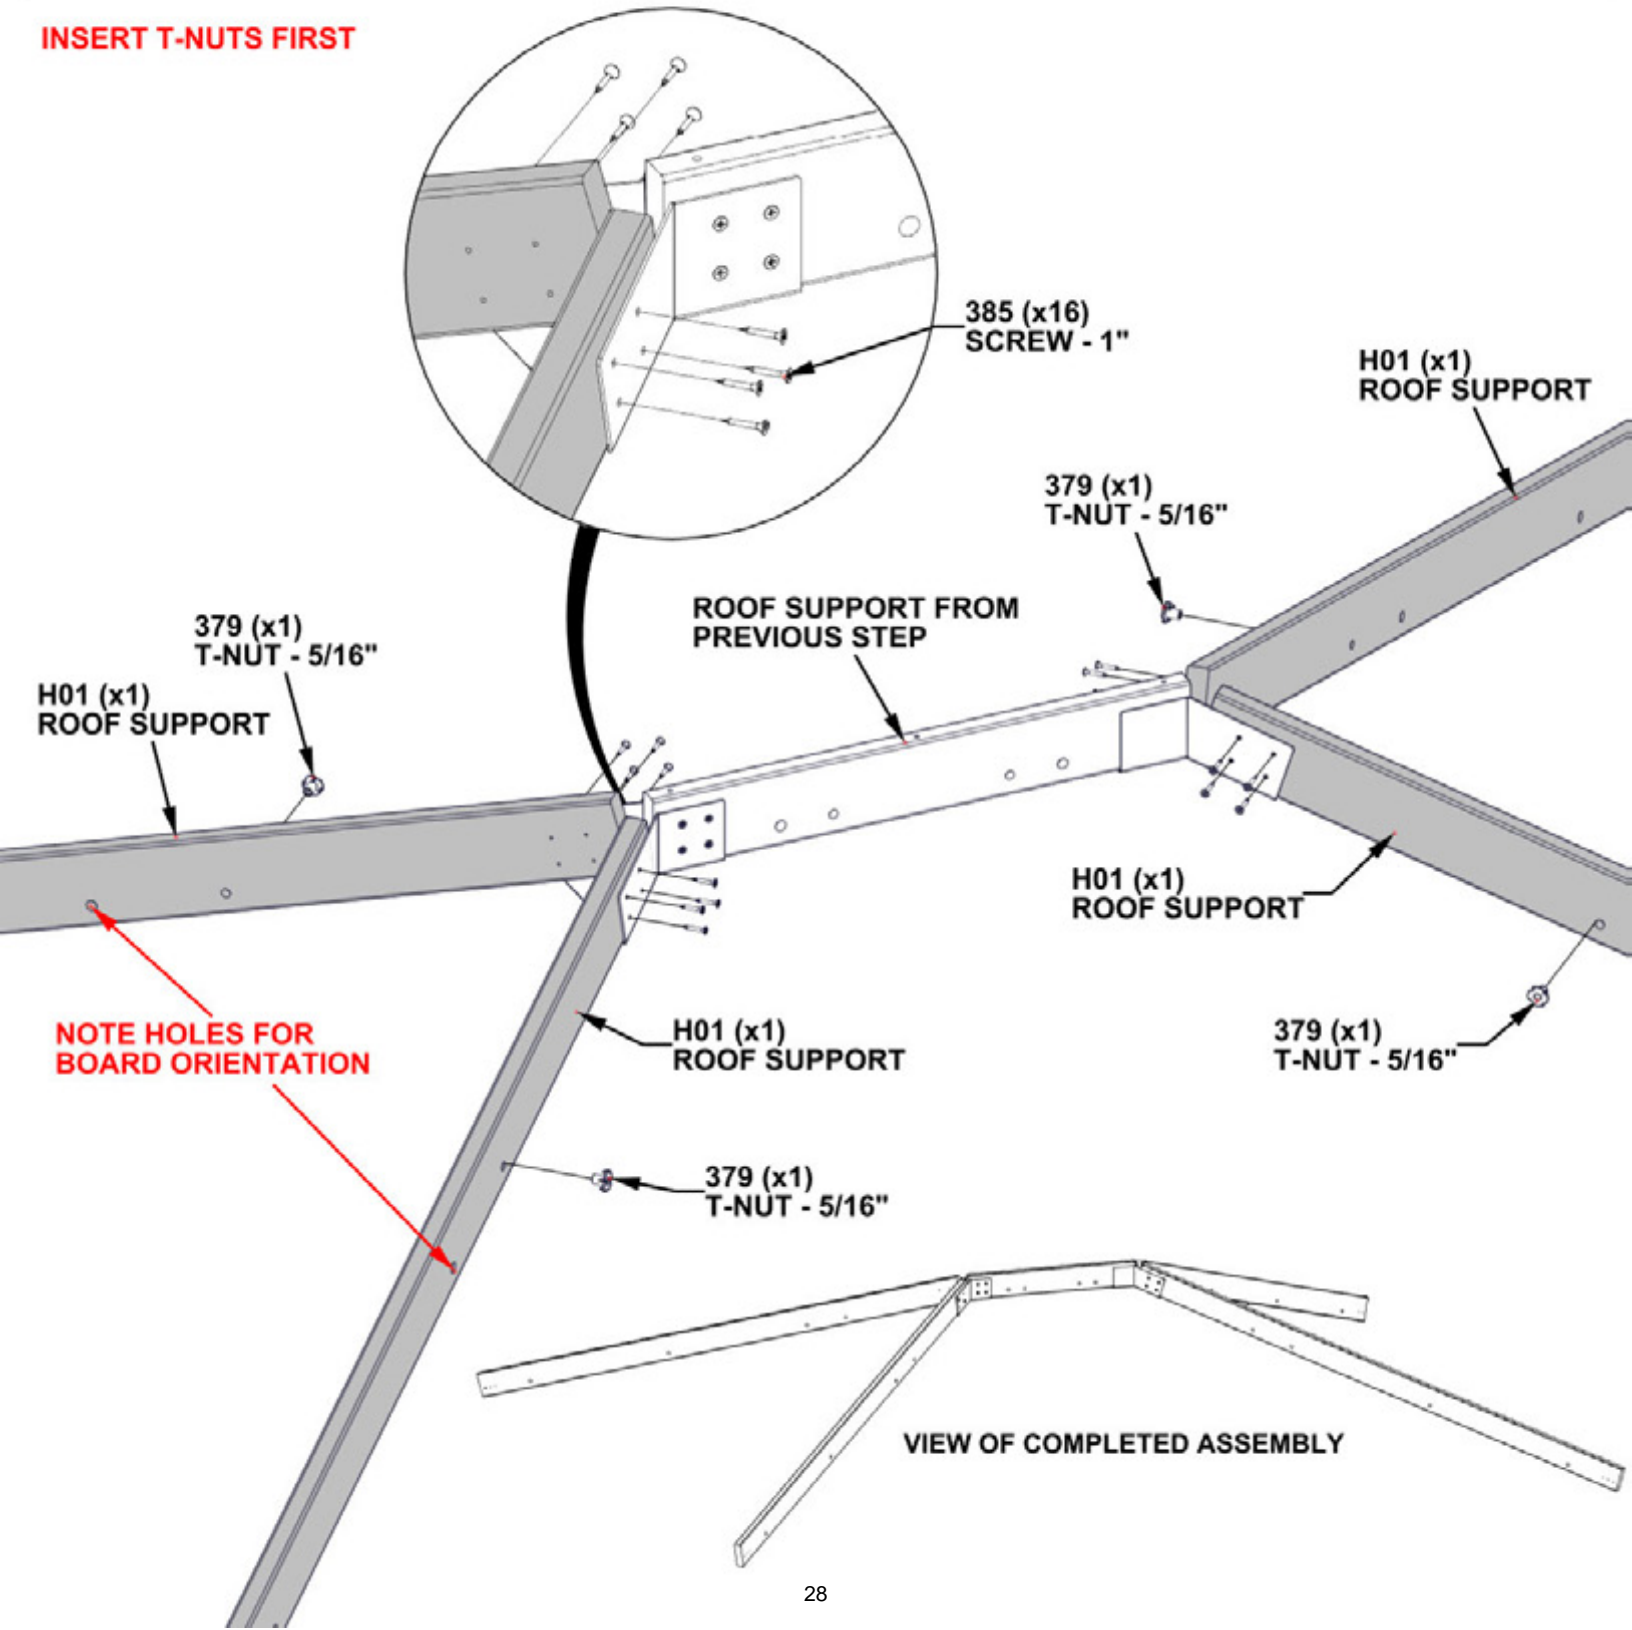 INSERT T-NUTS FIRST
385 (x16)
SCREW - 1"
H01 (x1)
ROOF SUPPORT
379 (x1)
T-NUT - 5/16"
ROOF SUPPORT FROM
PREVIOUS STEP
379 (x1)
T-NUT - 5/16"
H01 (x1)
ROOF SUPPORT
H01 (x1)
ROOF SUPPORT
NOTE HOLES FOR
BOARD ORIENTATION
H01 (x1)
ROOF SUPPORT
379 (x1)
T-NUT - 5/16"
379 (x1)
T-NUT - 5/16"
VIEW OF COMPLETED ASSEMBLY
28